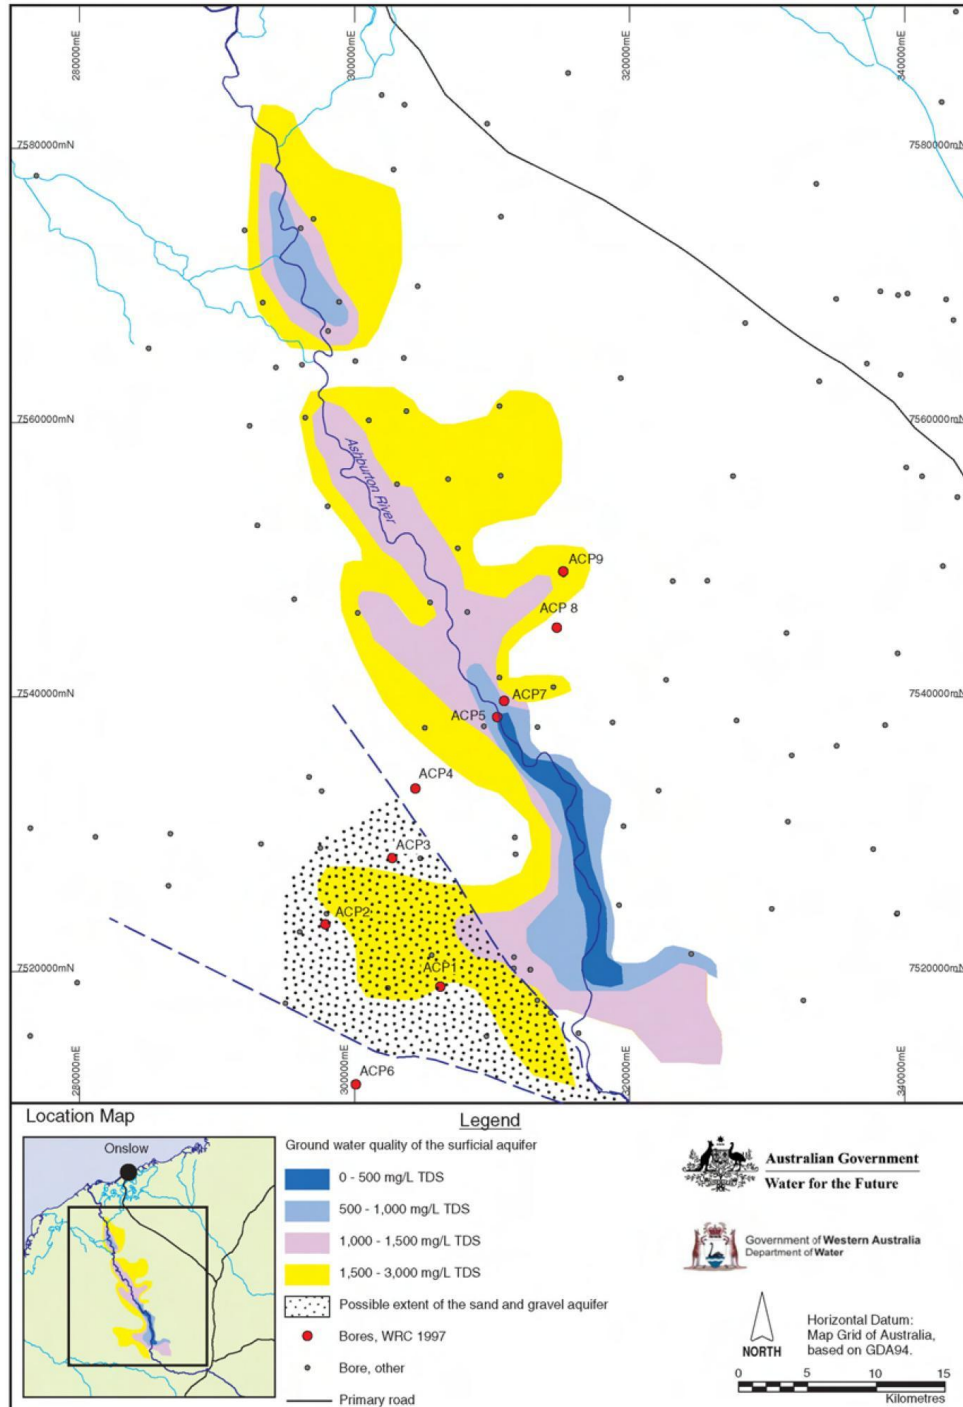 280000mE
300000mE
320000mE
340000mE
7580000mN
7580000mN
7560000mN
7560000mN
Ashburton River
ACP9
ACP 8
7540000mN
7540000mN
ACP7
ACP5
ACP4
ACP3
ACP2
ACP1
7520000mN
7520000mN
ACP6
280000mE
300000mE
320000mE
340000mE
Location Map
Onslow
Legend
Ground water quality of the surficial aquifer
0 - 500 mg/L TDS
500 - 1,000 mg/L TDS
1,000 - 1,500 mg/L TDS
1,500 - 3,000 mg/L TDS
Possible extent of the sand and gravel aquifer
Bores, WRC 1997
Bore, other
Primary road
Australian Government
Water for the Future
Government of Western Australia
Department of Water
NORTH
Horizontal Datum:
Map Grid of Australia,
based on GDA94.
0 5 10 15
Kilometres